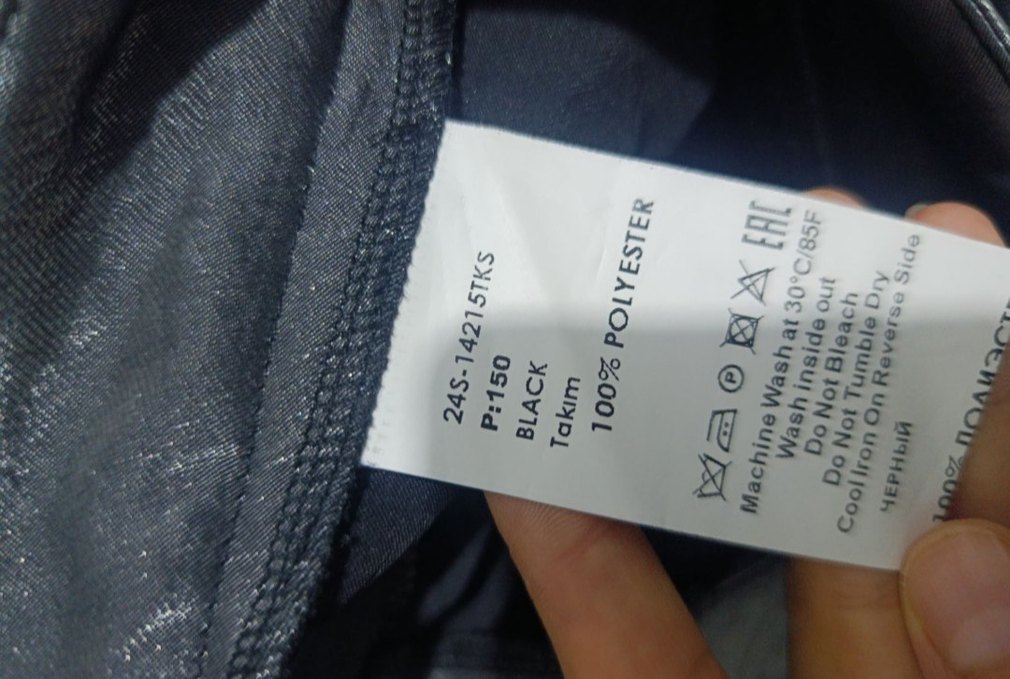 24S-14215TKS
P:150
BLACK
Takım
100% POLYESTER
P
EAC
Machine Wash at 30°C/85F
Wash inside out
Do Not Bleach
Do Not Tumble Dry
Cool Iron On Reverse Side
ЧЕРНЫЙ
100%